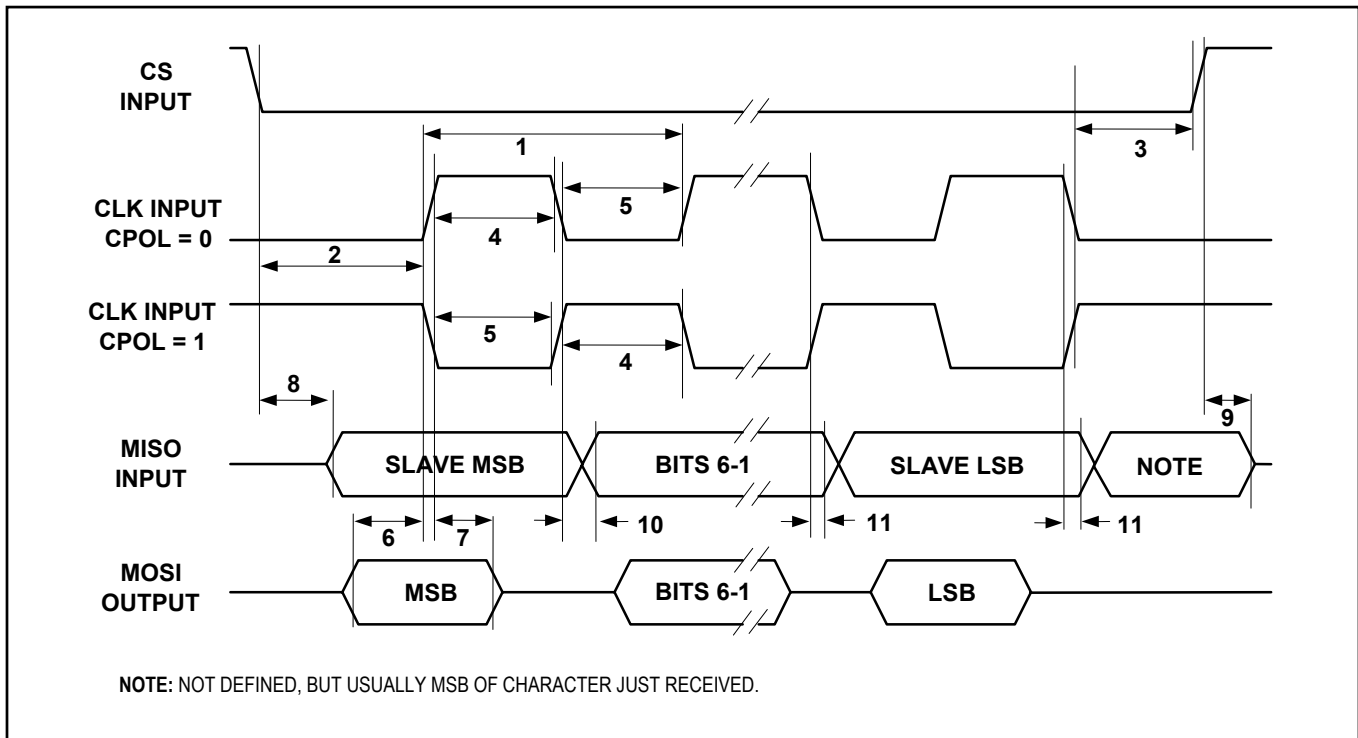 CS
INPUT
1
3
CLK INPUT
CPOL = 0
5
4
2
CLK INPUT
CPOL = 1
5
4
8
9
MISO
INPUT
SLAVE MSB
BITS 6-1
SLAVE LSB
NOTE
6
7
10
11
11
MOSI
OUTPUT
MSB
BITS 6-1
LSB
NOTE: NOT DEFINED, BUT USUALLY MSB OF CHARACTER JUST RECEIVED.